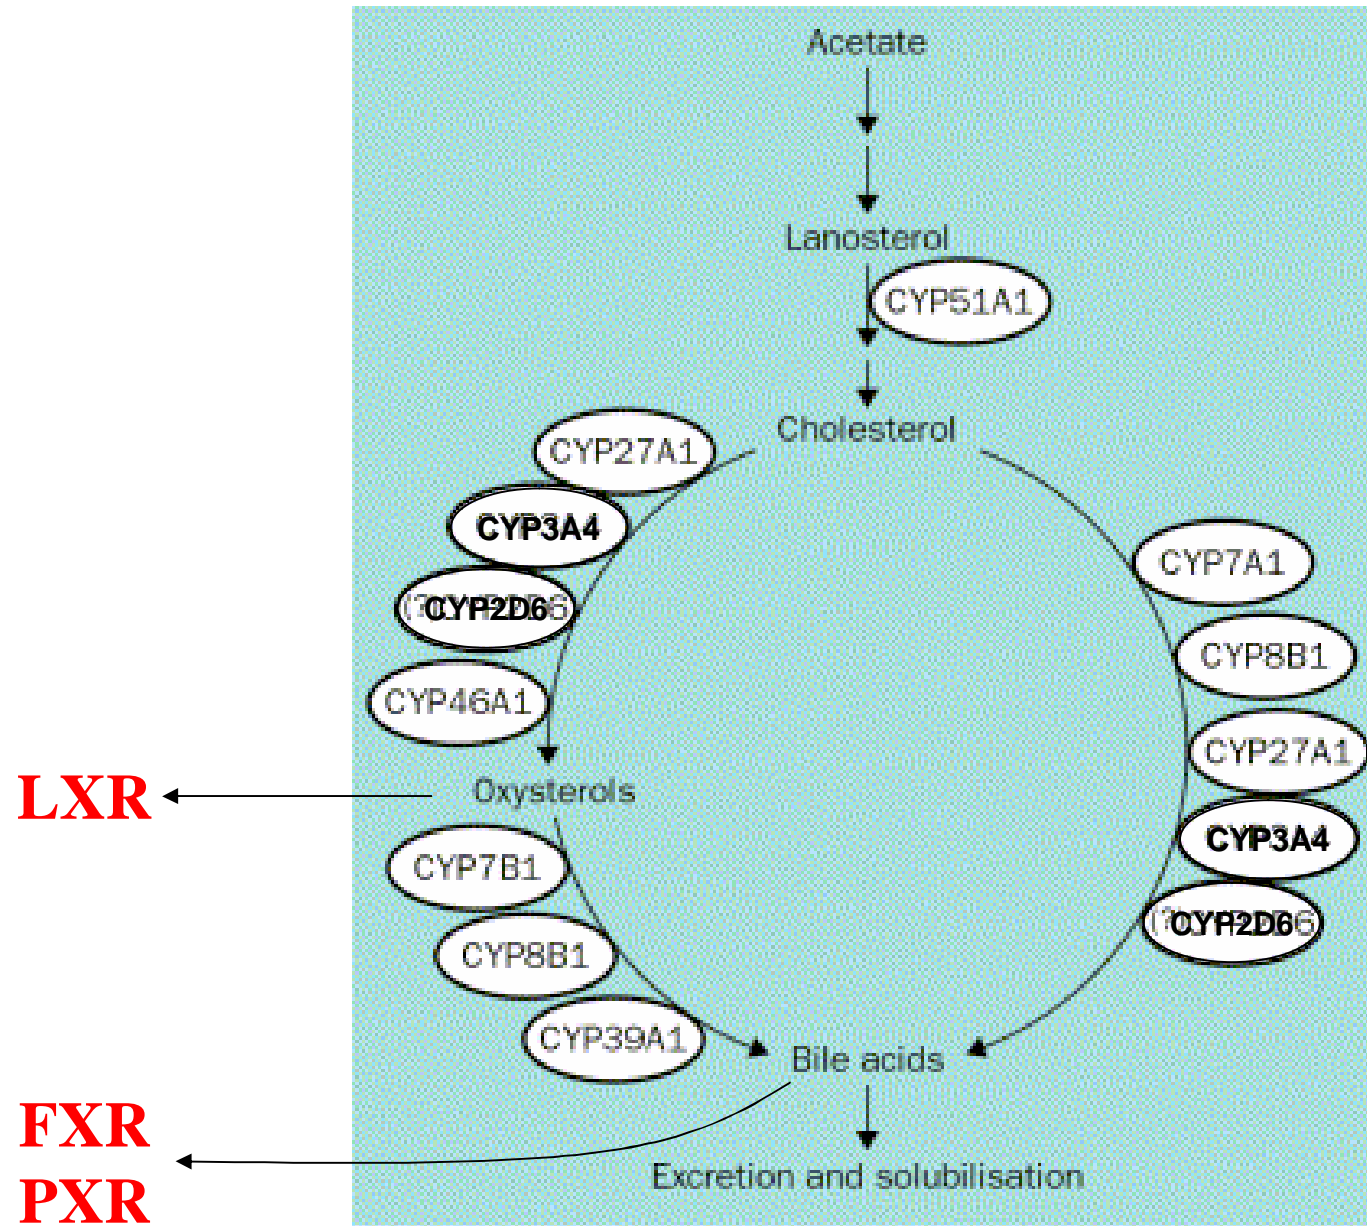 Acetate
Lanosterol
CYP51A1
Cholesterol
CYP27A1
CYP3A4
CYP2D6
CYP46A1
Oxysterols
LXR
CYP7B1
CYP8B1
CYP39A1
CYP7A1
CYP8B1
CYP27A1
CYP3A4
CYP2D6
Bile acids
FXR
PXR
Excretion and solubilisation